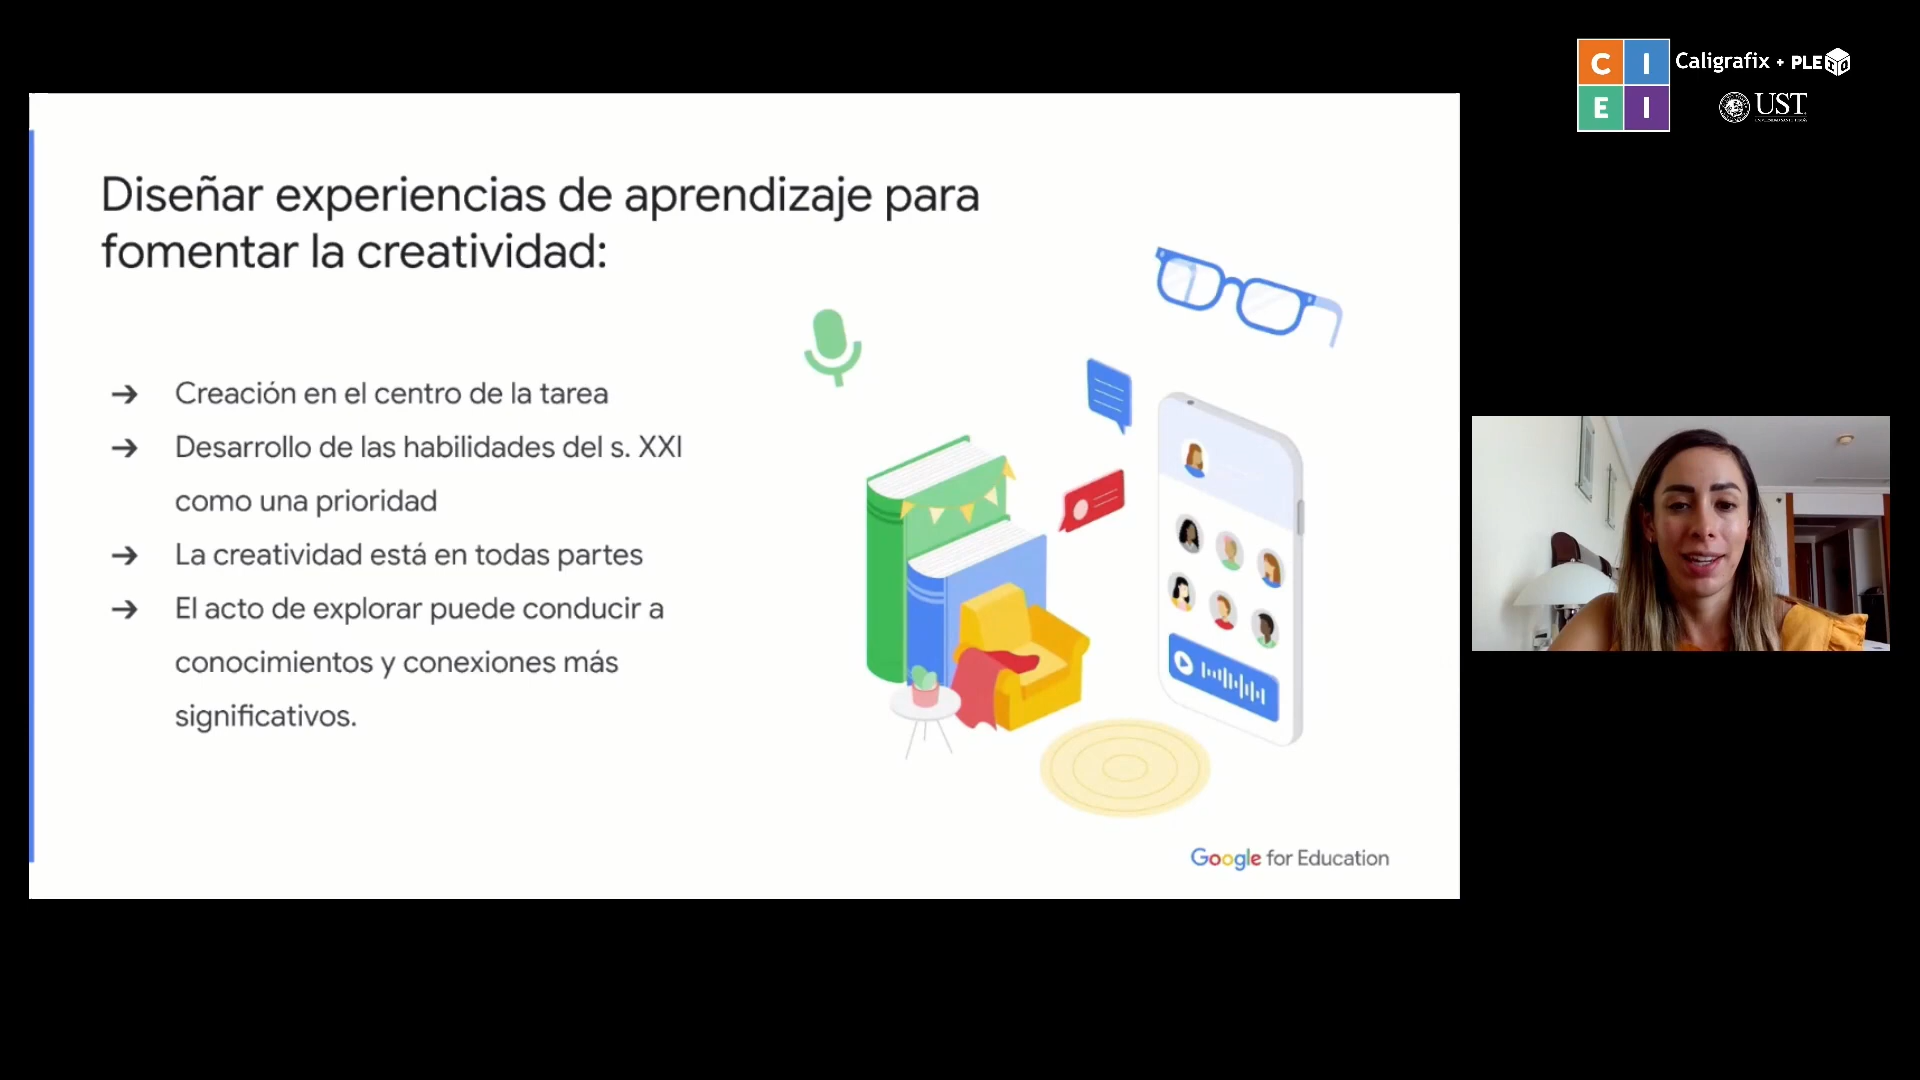 C I
E I
Caligrafix + PLEIQ
UST
Diseñar experiencias de aprendizaje para
fomentar la creatividad:
➔ Creación en el centro de la tarea
➔ Desarrollo de las habilidades del s. XXI
como una prioridad
➔ La creatividad está en todas partes
➔ El acto de explorar puede conducir a
conocimientos y conexiones más
significativos.
Google for Education